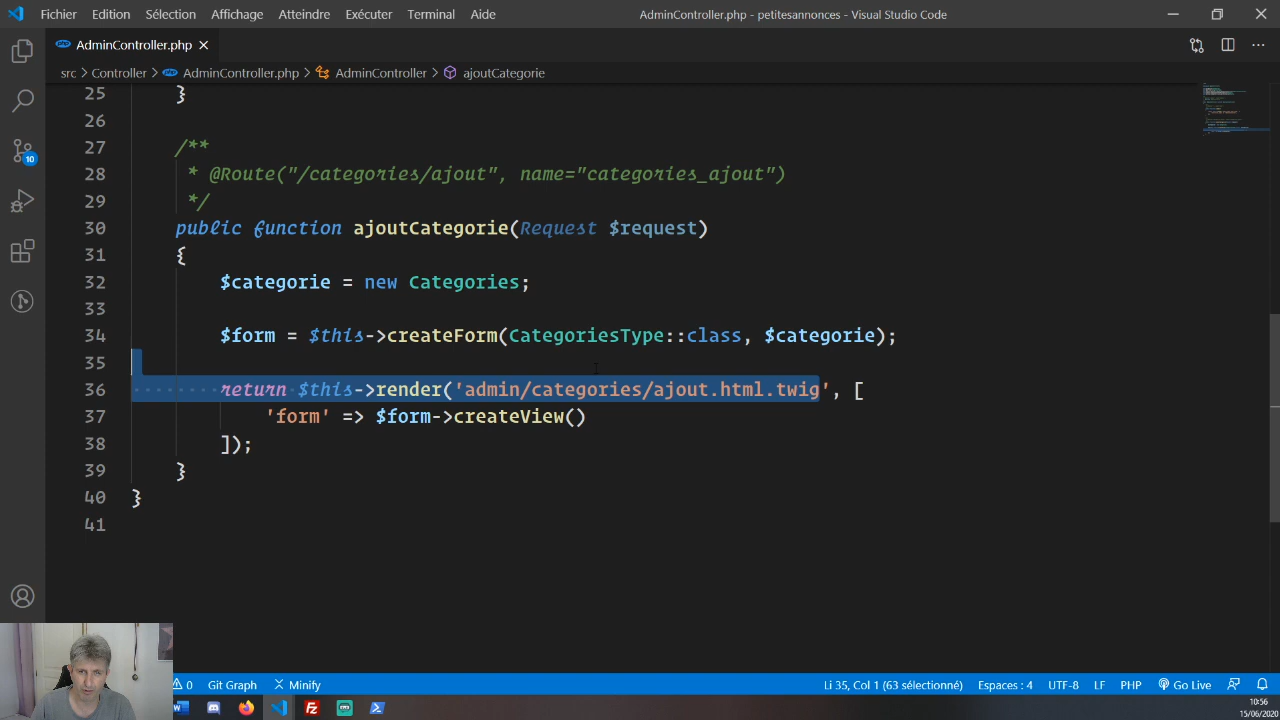 Fichier Edition Sélection Affichage Atteindre Exécuter Terminal Aide AdminController.php - petitesannonces - Visual Studio Code
AdminController.php
src > Controller > AdminController.php > AdminController > ajoutCategorie
25 }
26
27 /**
28 * @Route("/categories/ajout", name="categories_ajout")
29 */
30 public function ajoutCategorie(Request $request)
31 {
32 $categorie = new Categories;
33
34 $form = $this->createForm(CategoriesType::class, $categorie);
35
36 return $this->render('admin/categories/ajout.html.twig', [
37 'form' => $form->createView()
38 ]);
39 }
40 }
41
10
0 Git Graph Minify Li 35, Col 1 (63 sélectionné) Espaces : 4 UTF-8 LF PHP Go Live
10:56
15/06/2020